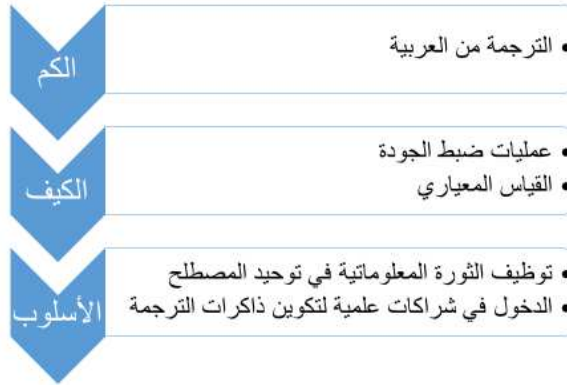 الكم
• الترجمة من العربية
الكيف
• عمليات ضبط الجودة
• القياس المعياري
الأسلوب
• توظيف الثورة المعلوماتية في توحيد المصطلح
• الدخول في شراكات علمية لتكوين ذاكرات الترجمة